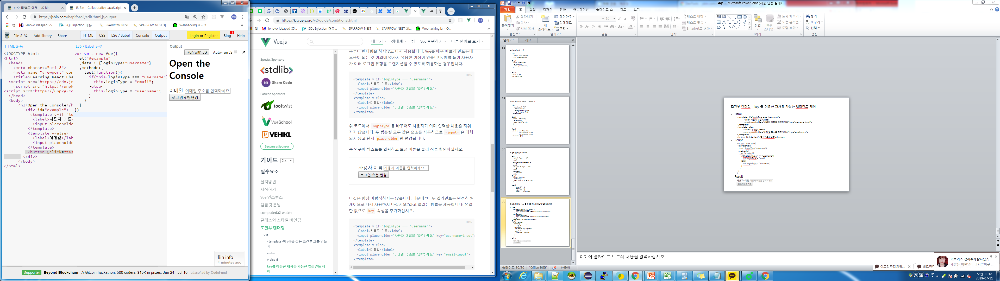 순수 리액트 예제 - JS Bin
JS Bin - Collaborative JavaScript
https://jsbin.com/hepifozoli/edit?html,js,output
앱
lenovo ideapad S5...
SQL Injection 대응...
SPARROW NEST
SPARROW NEST 제...
Webhacking.kr - O...
File â–¼
Add library
Share
HTML
CSS
ES6 / Babel
Console
Output
Login or Register
Blog
1
Help
HTML â–¼
<!DOCTYPE html>
<html>
<head>
<meta charset="utf-8">
<meta name="viewport" con
<title>Learning React Cha
<script src="https://cdn.js
<script src="https://unpk
<script src="https://unpkg.cc
</head>
<body>
<h1>Open the Console</h
<div id="example">
<template v-if="lo
<label>사용자 이름<
<input placeholde
</template>
<template v-else>
<label>이메일</lab
<input placeholde
</template>
<button @click="tes
</div>
</body>
</html>
ES6 / Babel â–¼
var vm = new Vue({
el:"#example"
,data : {loginType:"username"}
,methods:{
test:function(){
if(this.loginType === "username")
this.loginType = "email";
}else{
this.loginType = "username";
}
}
}
})
Output
Run with JS
Auto-run JS
Open the
Console
이메일 이메일 주소를 입력하세요
로그인유형변경
Bin info
4 minutes ago
Supporter
Beyond Blockchain - A Gitcoin hackathon. 500 coders, $15K in prizes. Jun 24 - Jul 10. ethical ad by CodeFund
https://kr.vuejs.org/v2/guide/conditional.html
앱
lenovo ideapad S5...
SQL Injection 대응...
SPARROW NEST
SPARROW NEST 제...
Webhacking.kr - O...
Vue.js
배우기
생태계
팀
Vue 후원하기
다른 언어로 보기
Special Sponsors
<stdlib>
bit Share Code
Patreon Sponsors
tooltwist
VueSchool
VEHIKL
Become a Sponsor
가이드 2.x
필수요소
설치방법
시작하기
Vue 인스턴스
템플릿 문법
computed와 watch
클래스와 스타일 바인딩
조건부 렌더링
v-if
<template>에 v-if을 갖는 조건부 그룹 만들
기
v-else
v-else-if
key를 이용한 재사용 가능한 엘리먼트 제
어
음부터 렌더링을 하지않고 다시 사용합니다. Vue를 매우 빠르게 만드는데
도움이 되는 것 이외에 몇가지 유용한 이점이 있습니다. 예를 들어 사용자
가 여러 로그인 유형을 트랜지션할 수 있도록 허용하는 경우입니다.
HTML
<template v-if="loginType === 'username'">
<label>사용자 이름</label>
<input placeholder="사용자 이름을 입력하세요">
</template>
<template v-else>
<label>이메일</label>
<input placeholder="이메일 주소를 입력하세요">
</template>
위 코드에서 loginType 을 바꾸어도 사용자가 이미 입력한 내용은 지워
지지 않습니다. 두 템플릿 모두 같은 요소를 사용하므로 <input> 은 대체
되지 않고 단지 placeholder 만 변경됩니다.
폼 인풋에 텍스트를 입력하고 토글 버튼을 눌러 직접 확인하십시오.
사용자 이름 사용자 이름을 입력하세요
로그인 유형 변경
이것은 항상 바람직하지는 않습니다. 때문에 "이 두 엘리먼트는 완전히 별
개이므로 다시 사용하지 마십시오."라고 알리는 방법을 제공합니다. 유일
한 값으로 key 속성을 추가하십시오.
HTML
<template v-if="loginType === 'username'">
<label>사용자 이름</label>
<input placeholder="사용자 이름을 입력하세요" key="username-input">
</template>
<template v-else>
<label>이메일</label>
<input placeholder="이메일 주소를 입력하세요" key="email-input">
</template>
뷰js - Microsoft PowerPoint (제품 인증 실패)
파일
홈
삽입
디자인
전환
애니메이션
슬라이드 쇼
검토
보기
붙여넣기
잘라내기
복사
서식 복사
클립보드
새
슬라이드
레이아웃
원래대로
구역
슬라이드
16
글꼴
텍스트 방향
텍스트 맞춤
SmartArt로 변환
단락
정렬
빠른
스타일
도형 채우기
도형 윤곽선
도형 효과
그리기
찾기
바꾸기
선택
편집
슬라이드
개요
27
28
29
30
조건부 렌더링 – key 를 이용한 재사용 가능한 엘리먼트 제어
- Html
<template v-if="loginType === 'username'">
<label>사용자 이름</label>
<input placeholder="사용자 이름을 입력하세요" key="username-input">
</template>
<template v-else>
<label>이메일</label>
<input placeholder="이메일 주소를 입력하세요" key="email-input">
</template>
<button @click="test">로그인유형변경</button>
- Script
var vm = new Vue({
el:"#example"
,data : {loginType:"username"}
,methods:{
test:function(){
if(this.loginType === "username"){
this.loginType = "email";
}else{
this.loginType = "username";
}
}
}
})
- Result
사용자 이름 사용자 이름을 입력하세요
로그인유형변경
여기에 슬라이드 노트의 내용을 입력하십시오
슬라이드 30/30
"Office 테마"
한국어
이트리즈 정지수개발자님☆
개발은 이번달이 마지막이구 ...
이트리주김원영,...
배드민턴
오전 11:18
2019-07-11